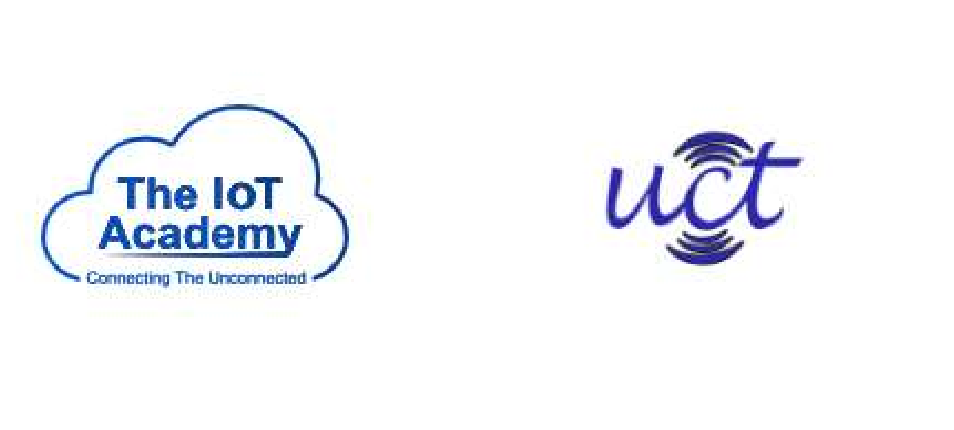 The IoT
Academy
Connecting The Unconnected
uct